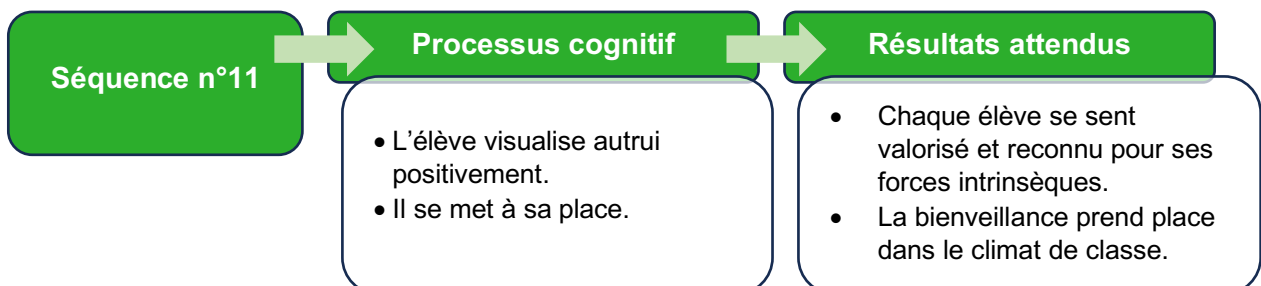 Séquence n°11
Processus cognitif
• L’élève visualise autrui
positivement.
• Il se met à sa place.
Résultats attendus
• Chaque élève se sent
valorisé et reconnu pour ses
forces intrinsèques.
• La bienveillance prend place
dans le climat de classe.